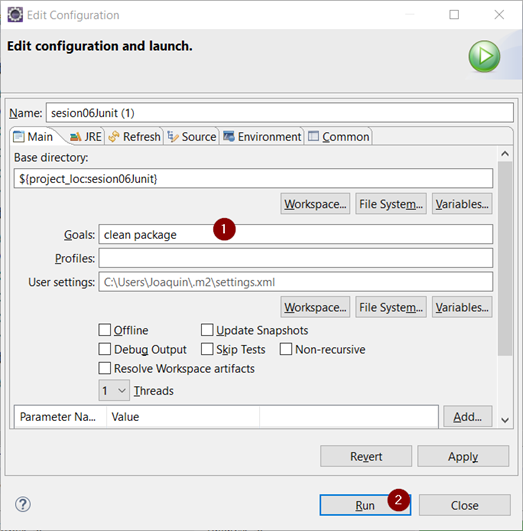 Edit Configuration
Edit configuration and launch.
Name: sesion06Junit (1)
Main JRE Refresh Source Environment Common
Base directory:
${project_loc:sesion06Junit}
Workspace... File System... Variables...
Goals: clean package 1
Profiles:
User settings: C:\Users\Joaquin\.m2\settings.xml
Workspace... File System... Variables...
Offline Update Snapshots
Debug Output Skip Tests Non-recursive
Resolve Workspace artifacts
1 Threads
Parameter Na... Value Add...
Revert Apply
? Run 2 Close